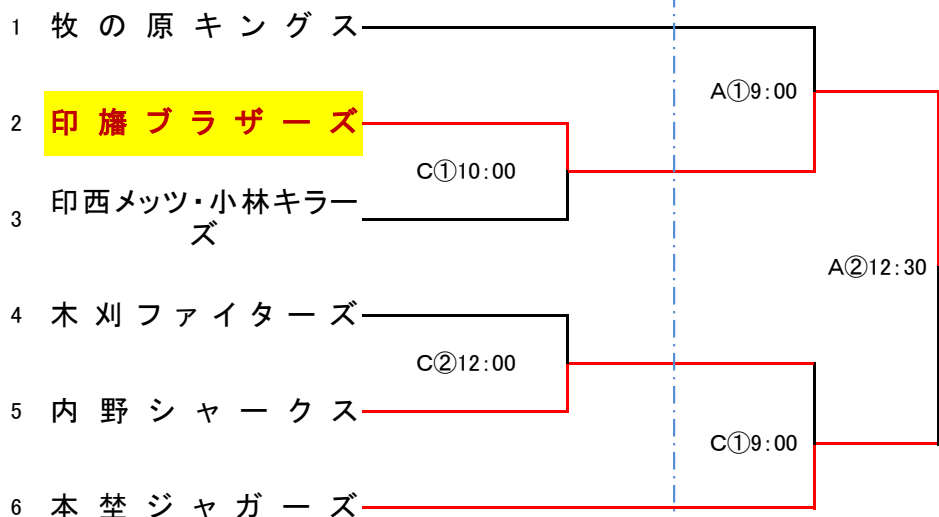 1 牧の原キングス
A①9:00
2 印旛ブラザーズ
C①10:00
3 印西メッツ・小林キラー
ズ
A②12:30
4 木刈ファイターズ
C②12:00
5 内野シャークス
C①9:00
6 本埜ジャガーズ